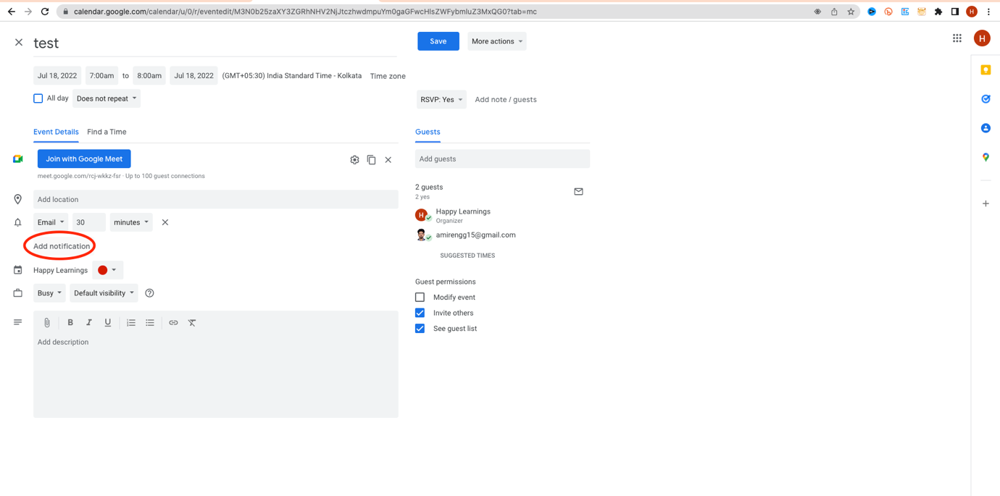 calendar.google.com/calendar/u/0/r/eventedit/M3N0b25zaXY3ZGRhNHV2NjJtczhwdmpuYm0gaGFwcHlsZWFybmluZ3MxQG0?tab=mc
H
test
Save
More actions
H
Jul 18, 2022
7:00am
to
8:00am
Jul 18, 2022
(GMT+05:30) India Standard Time - Kolkata
Time zone
All day
Does not repeat
RSVP: Yes
Add note / guests
Event Details
Find a Time
Guests
Join with Google Meet
meet.google.com/rcj-wkkz-fsr · Up to 100 guest connections
Add guests
2 guests
2 yes
Add location
Email
30
minutes
H
Happy Learnings
Organizer
amirengg15@gmail.com
Add notification
SUGGESTED TIMES
Happy Learnings
Guest permissions
Busy
Default visibility
Modify event
Invite others
B
I
U
See guest list
Add description